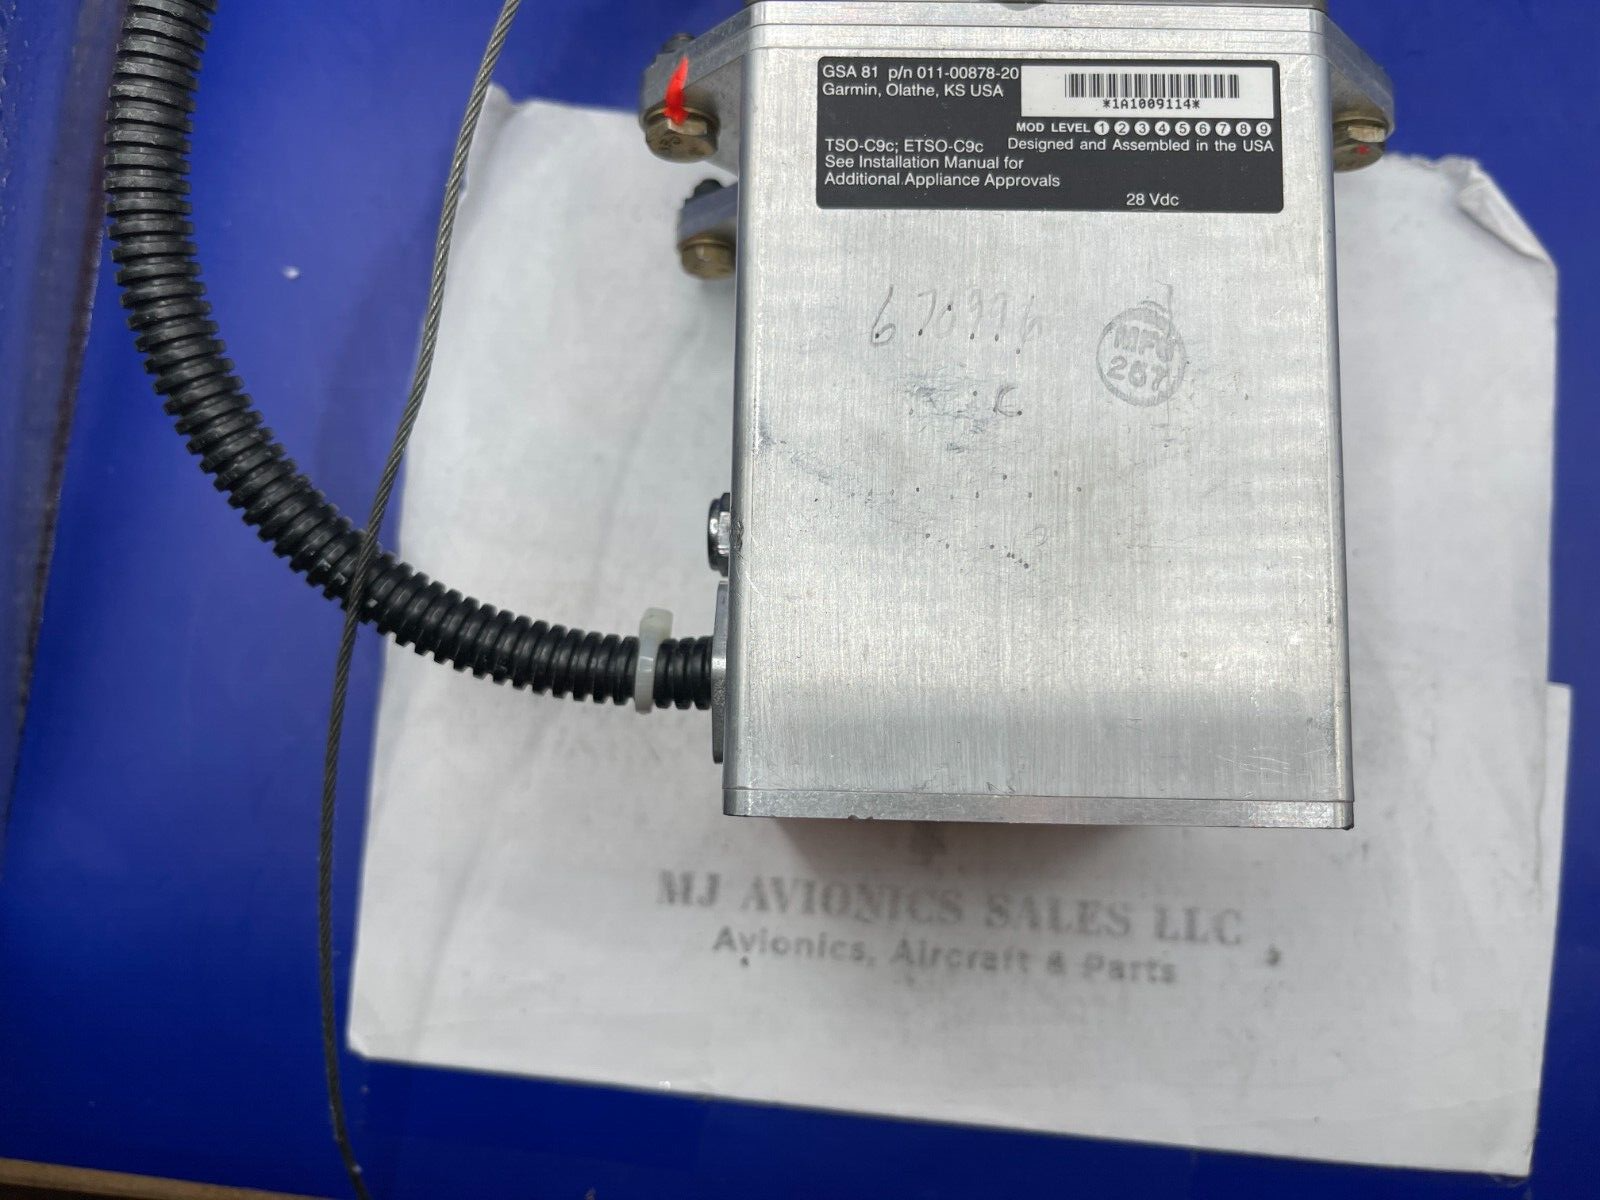 GSA 81 p/n 011-00878-20
Garmin, Olathe, KS USA
*1A1009114*
MOD LEVEL 1 2 3 4 5 6 7 8 9
TSO-C9c; ETSO-C9c Designed and Assembled in the USA
See Installation Manual for
Additional Appliance Approvals
28 Vdc
MFG
267
MJ AVIONICS SALES LLC
Avionics, Aircraft & Parts